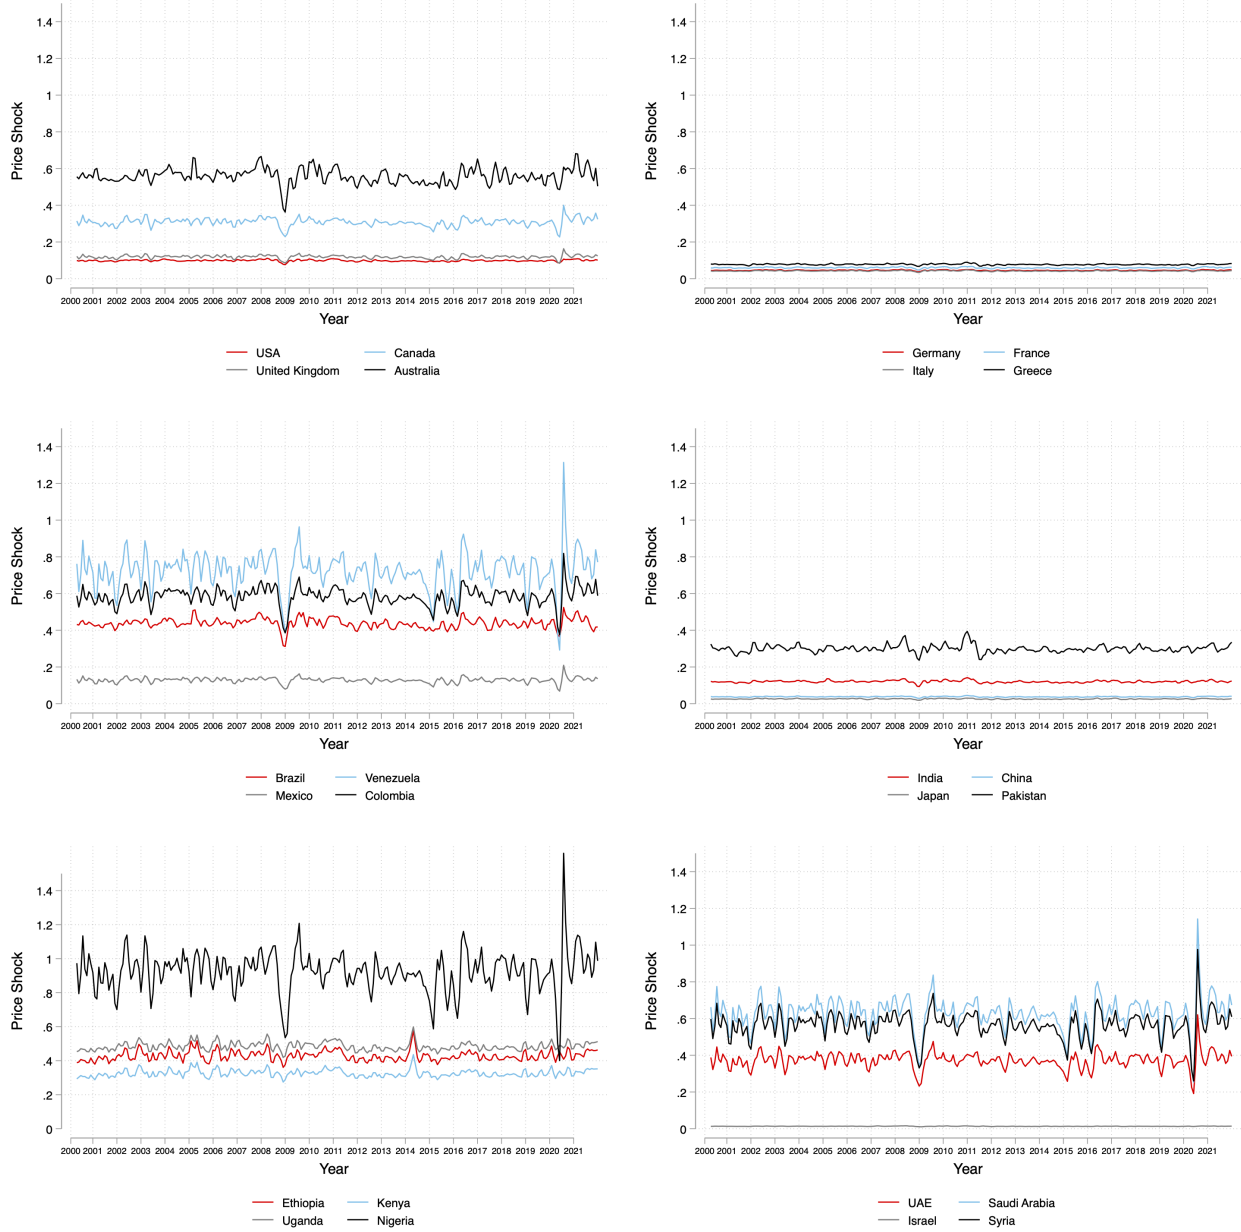 Price Shock
1.4
1.2
1
.8
.6
.4
.2
0
2000 2001 2002 2003 2004 2005 2006 2007 2008 2009 2010 2011 2012 2013 2014 2015 2016 2017 2018 2019 2020 2021
Year
USA Canada
United Kingdom Australia
Price Shock
1.4
1.2
1
.8
.6
.4
.2
0
2000 2001 2002 2003 2004 2005 2006 2007 2008 2009 2010 2011 2012 2013 2014 2015 2016 2017 2018 2019 2020 2021
Year
Germany France
Italy Greece
Price Shock
1.4
1.2
1
.8
.6
.4
.2
0
2000 2001 2002 2003 2004 2005 2006 2007 2008 2009 2010 2011 2012 2013 2014 2015 2016 2017 2018 2019 2020 2021
Year
Brazil Venezuela
Mexico Colombia
Price Shock
1.4
1.2
1
.8
.6
.4
.2
0
2000 2001 2002 2003 2004 2005 2006 2007 2008 2009 2010 2011 2012 2013 2014 2015 2016 2017 2018 2019 2020 2021
Year
India China
Japan Pakistan
Price Shock
1.4
1.2
1
.8
.6
.4
.2
0
2000 2001 2002 2003 2004 2005 2006 2007 2008 2009 2010 2011 2012 2013 2014 2015 2016 2017 2018 2019 2020 2021
Year
Ethiopia Kenya
Uganda Nigeria
Price Shock
1.4
1.2
1
.8
.6
.4
.2
0
2000 2001 2002 2003 2004 2005 2006 2007 2008 2009 2010 2011 2012 2013 2014 2015 2016 2017 2018 2019 2020 2021
Year
UAE Saudi Arabia
Israel Syria